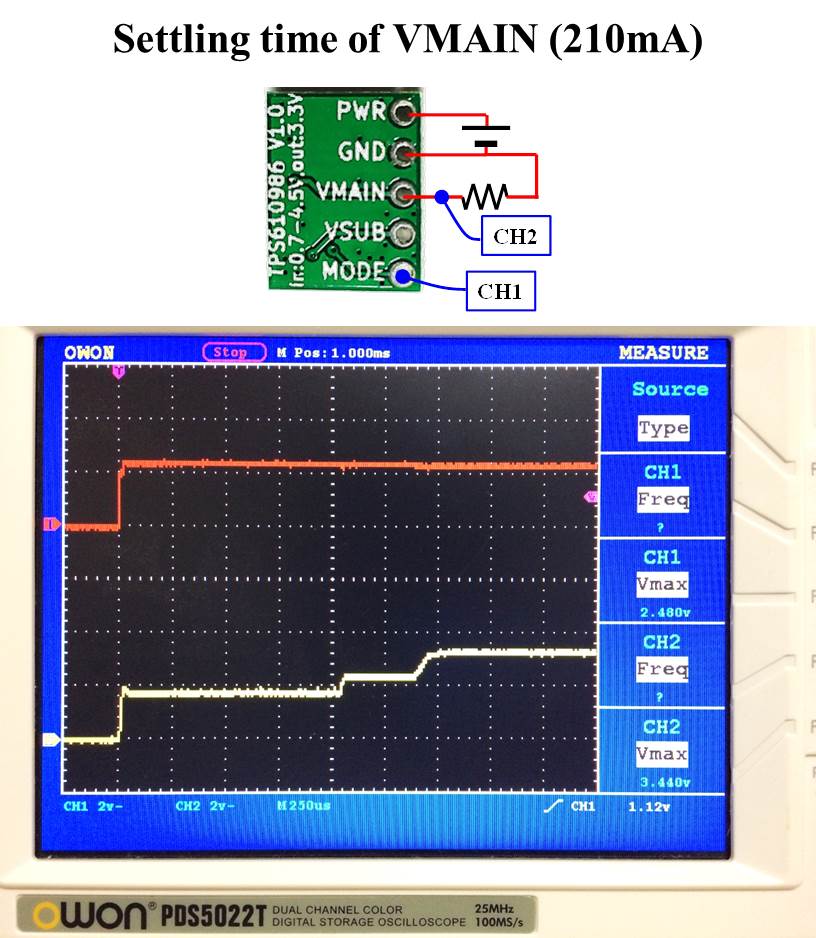 Settling time of VMAIN (210mA)
TPS610986 V1.0
in:0.7-4.5V out:3.3V
PWR
GND
VMAIN
VSUB
MODE
CH2
CH1
OWON
Stop
M Pos:1.000ms
MEASURE
T
Source
Type
CH1
Freq
?
CH1
Vmax
2.480v
CH2
Freq
?
CH2
Vmax
3.440v
1
CH1 2v-
CH2 2v-
M250us
CH1
1.12v
OWON® PDS5022T
DUAL CHANNEL COLOR
DIGITAL STORAGE OSCILLOSCOPE
25MHz
100MS/s